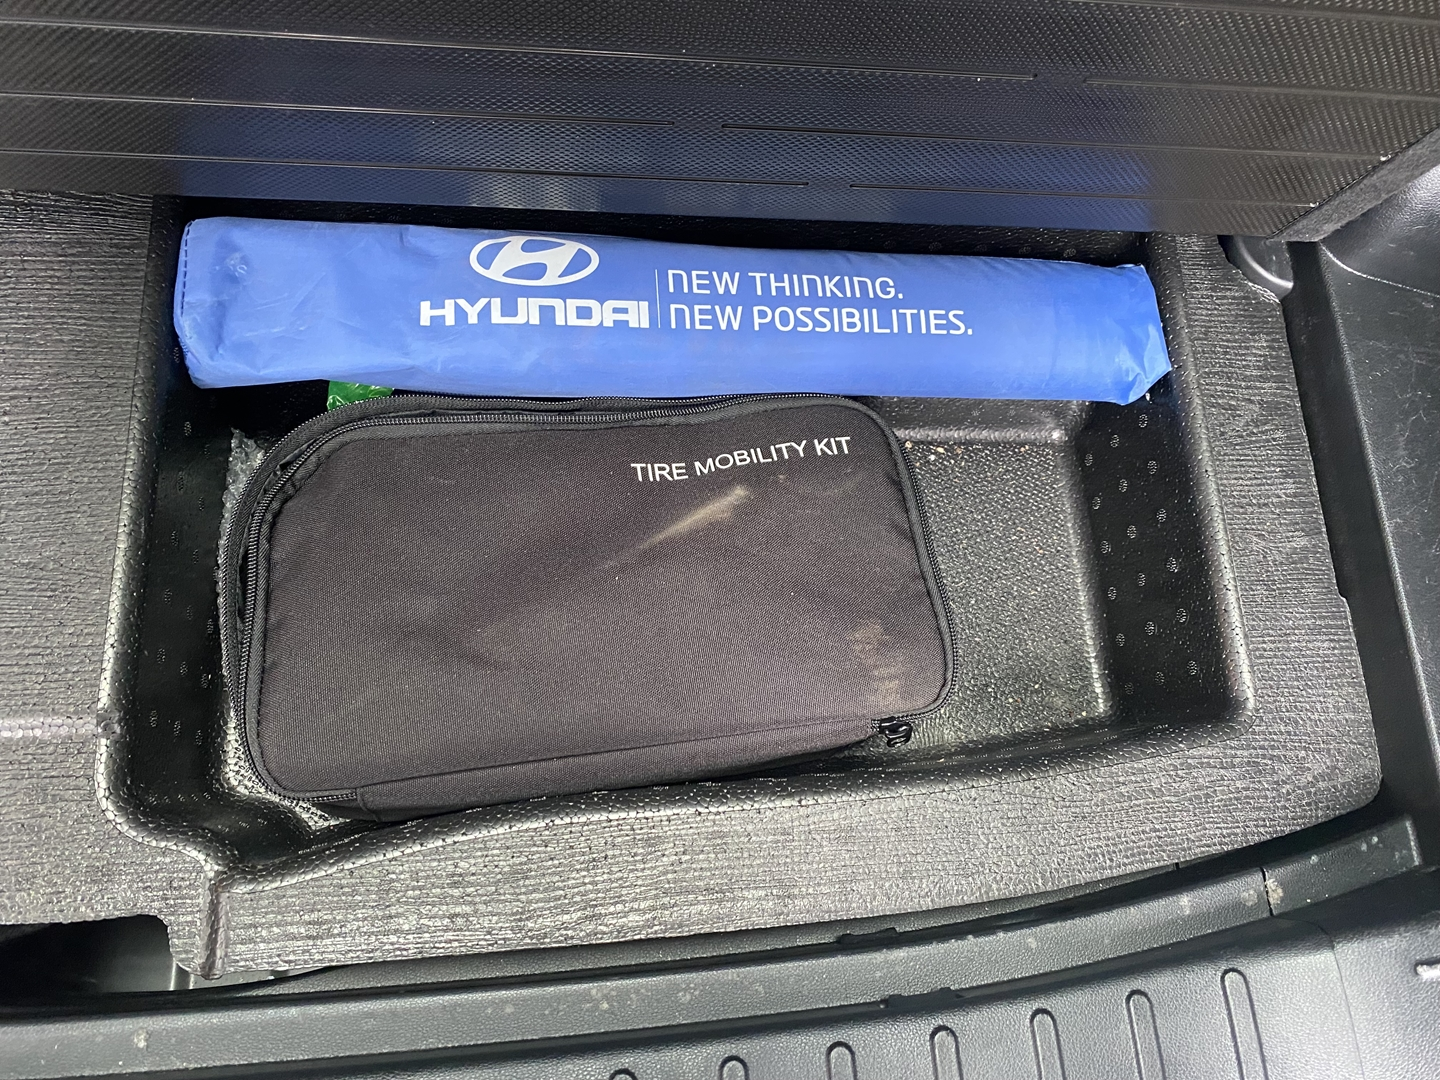 HYUNDAI
NEW THINKING.
NEW POSSIBILITIES.
TIRE MOBILITY KIT